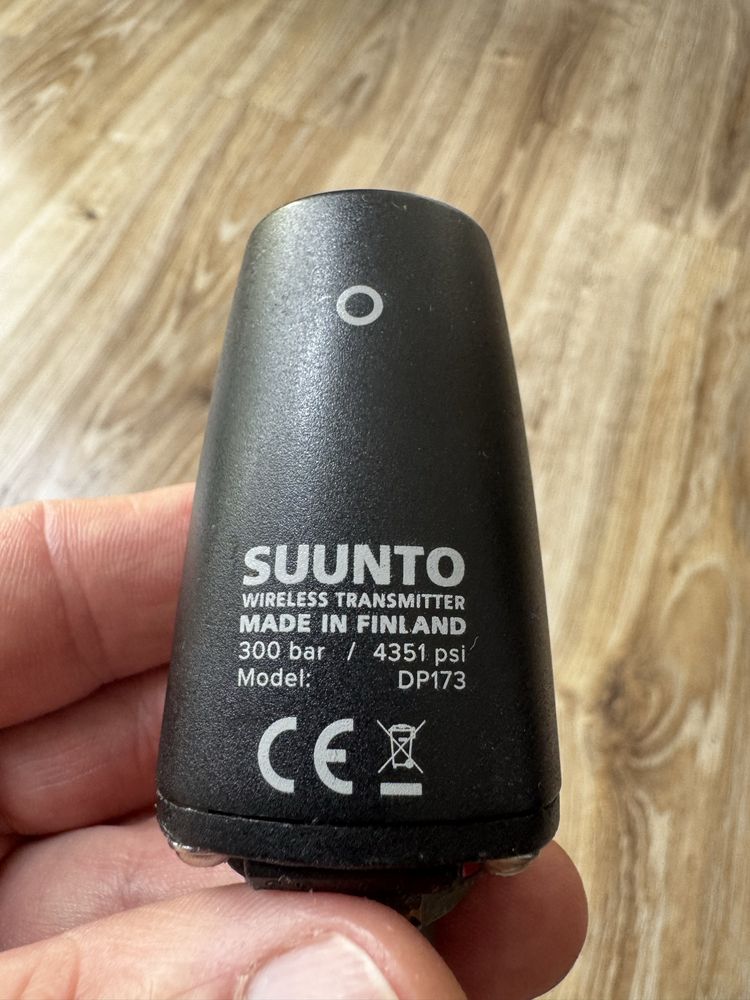 SUUNTO
WIRELESS TRANSMITTER
MADE IN FINLAND
300 bar / 4351 psi
Model: DP173
CE